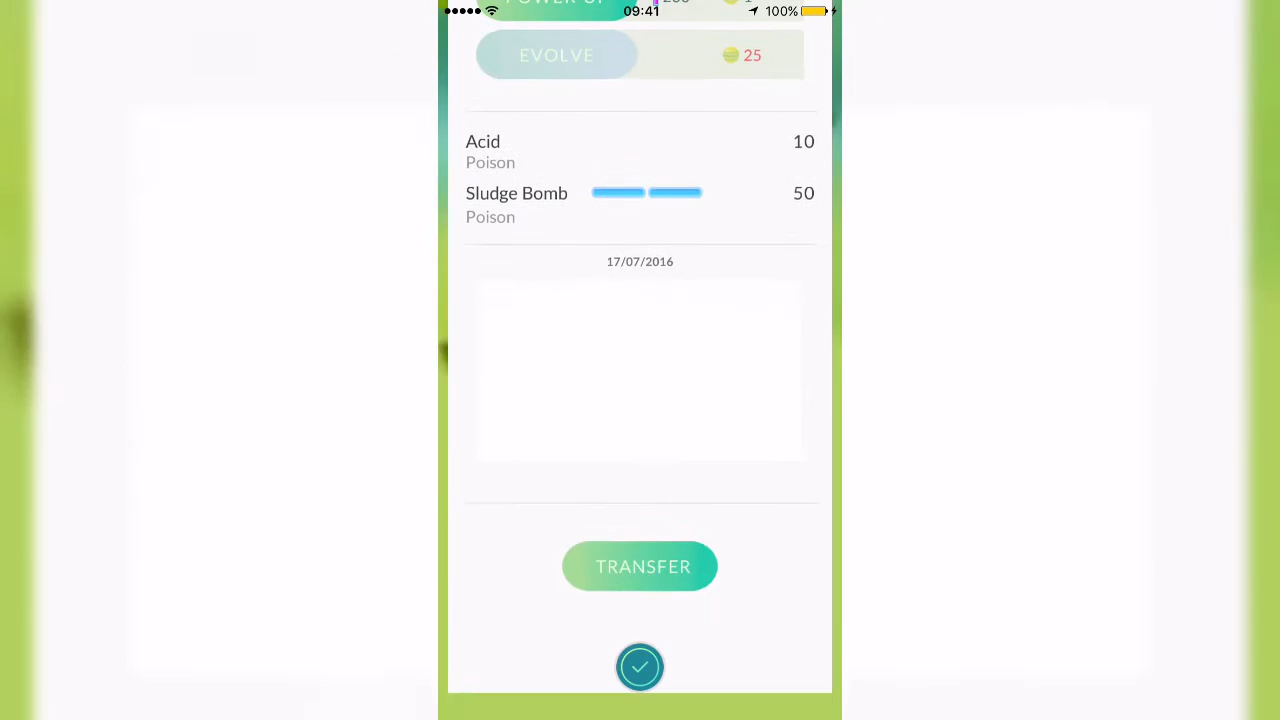 09:41 100%
EVOLVE 25
Acid 10
Poison
Sludge Bomb 50
Poison
17/07/2016
TRANSFER